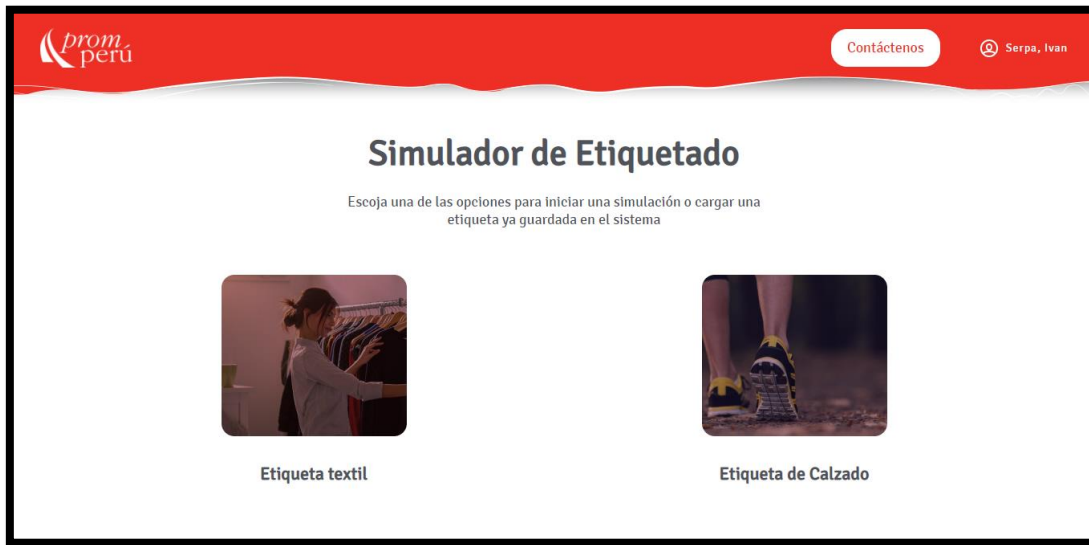 prom
perú
Contáctenos
Serpa, Ivan
Simulador de Etiquetado
Escoja una de las opciones para iniciar una simulación o cargar una
etiqueta ya guardada en el sistema
Etiqueta textil
Etiqueta de Calzado